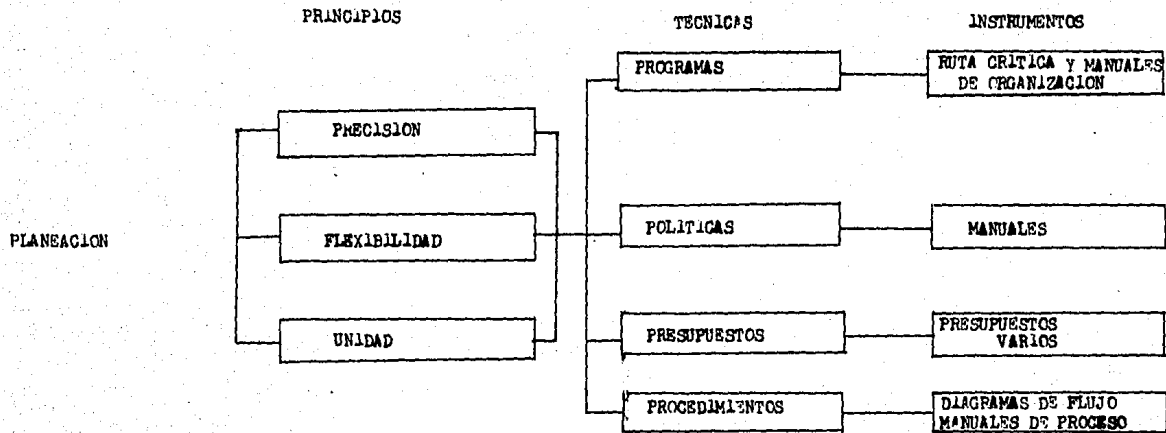 PRINCIPIOS
TECNICAS
INSTRUMENTOS
PROGRAMAS
RUTA CRITICA Y MANUALES
DE ORGANIZACION
PRECISION
PLANEACION
FLEXIBILIDAD
POLITICAS
MANUALES
UNIDAD
PRESUPUESTOS
PRESUPUESTOS
VARIOS
PROCEDIMIENTOS
DIAGRAMAS DE FLUJO
MANUALES DE PROCESO